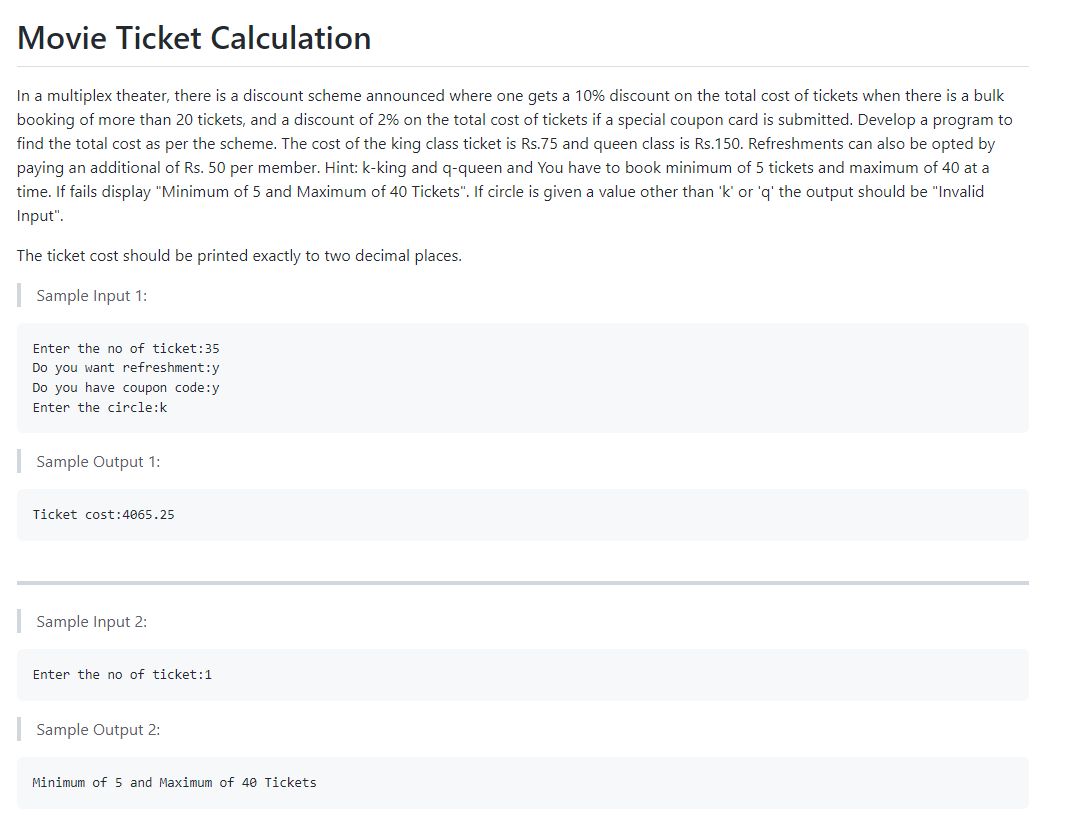 Movie Ticket Calculation
In a multiplex theater, there is a discount scheme announced where one gets a 10% discount on the total cost of tickets when there is a bulk
booking of more than 20 tickets, and a discount of 2% on the total cost of tickets if a special coupon card is submitted. Develop a program to
find the total cost as per the scheme. The cost of the king class ticket is Rs.75 and queen class is Rs.150. Refreshments can also be opted by
paying an additional of Rs. 50 per member. Hint: k-king and q-queen and You have to book minimum of 5 tickets and maximum of 40 at a
time. If fails display "Minimum of 5 and Maximum of 40 Tickets". If circle is given a value other than 'k' or 'q' the output should be "Invalid
Input".
The ticket cost should be printed exactly to two decimal places.
Sample Input 1:
Enter the no of ticket:35
Do you want refreshment:y
Do you have coupon code:y
Enter the circle:k
Sample Output 1:
Ticket cost:4065.25
Sample Input 2:
Enter the no of ticket:1
Sample Output 2:
Minimum of 5 and Maximum of 40 Tickets